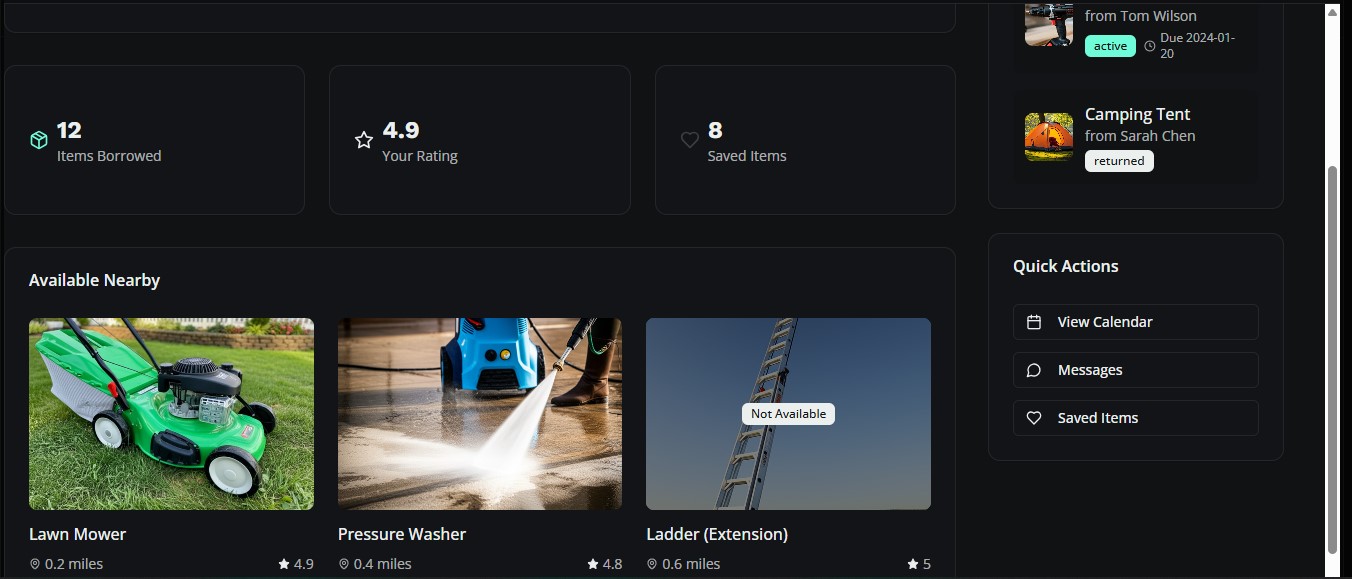 from Tom Wilson
active
Due 2024-01-
20
12
Items Borrowed
4.9
Your Rating
8
Saved Items
Camping Tent
from Sarah Chen
returned
Available Nearby
Not Available
Lawn Mower
0.2 miles
4.9
Pressure Washer
0.4 miles
4.8
Ladder (Extension)
0.6 miles
5
Quick Actions
View Calendar
Messages
Saved Items